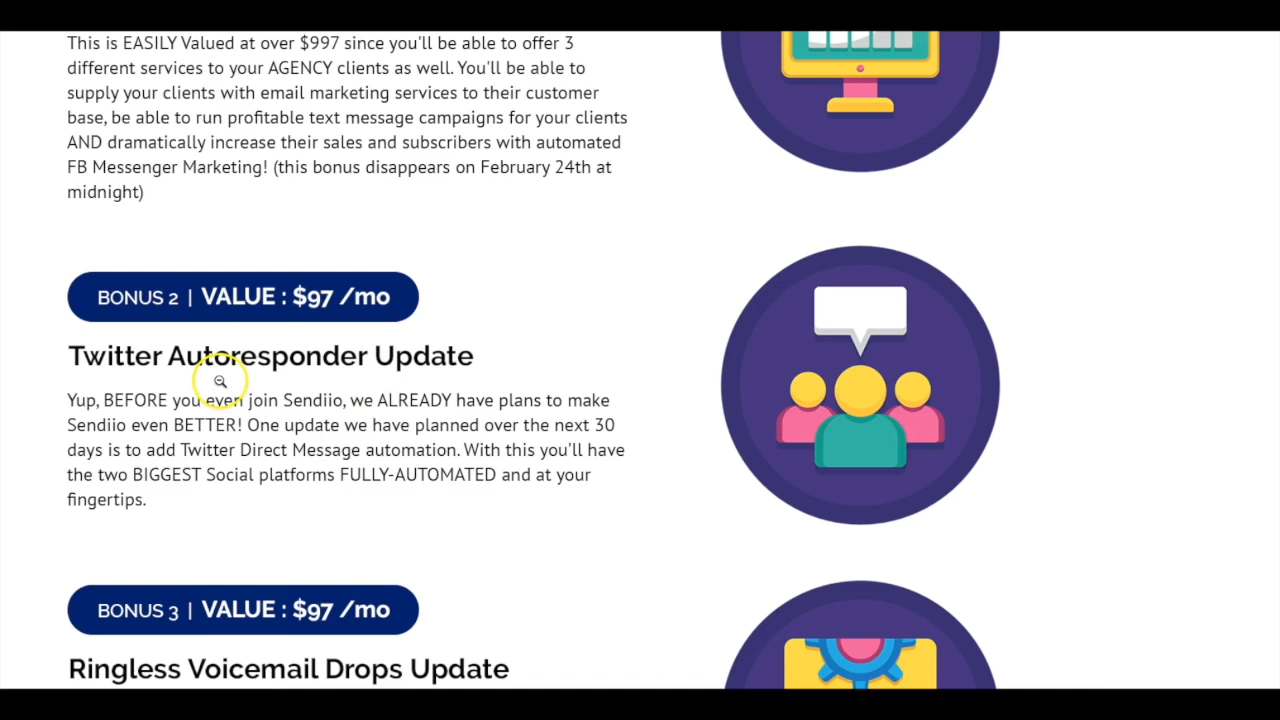 This is EASILY Valued at over $997 since you'll be able to offer 3
different services to your AGENCY clients as well. You'll be able to
supply your clients with email marketing services to their customer
base, be able to run profitable text message campaigns for your clients
AND dramatically increase their sales and subscribers with automated
FB Messenger Marketing! (this bonus disappears on February 24th at
midnight)
BONUS 2 | VALUE : $97 /mo
Twitter Autoresponder Update
Yup, BEFORE you even join Sendiio, we ALREADY have plans to make
Sendiio even BETTER! One update we have planned over the next 30
days is to add Twitter Direct Message automation. With this you'll have
the two BIGGEST Social platforms FULLY-AUTOMATED and at your
fingertips.
BONUS 3 | VALUE : $97 /mo
Ringless Voicemail Drops Update